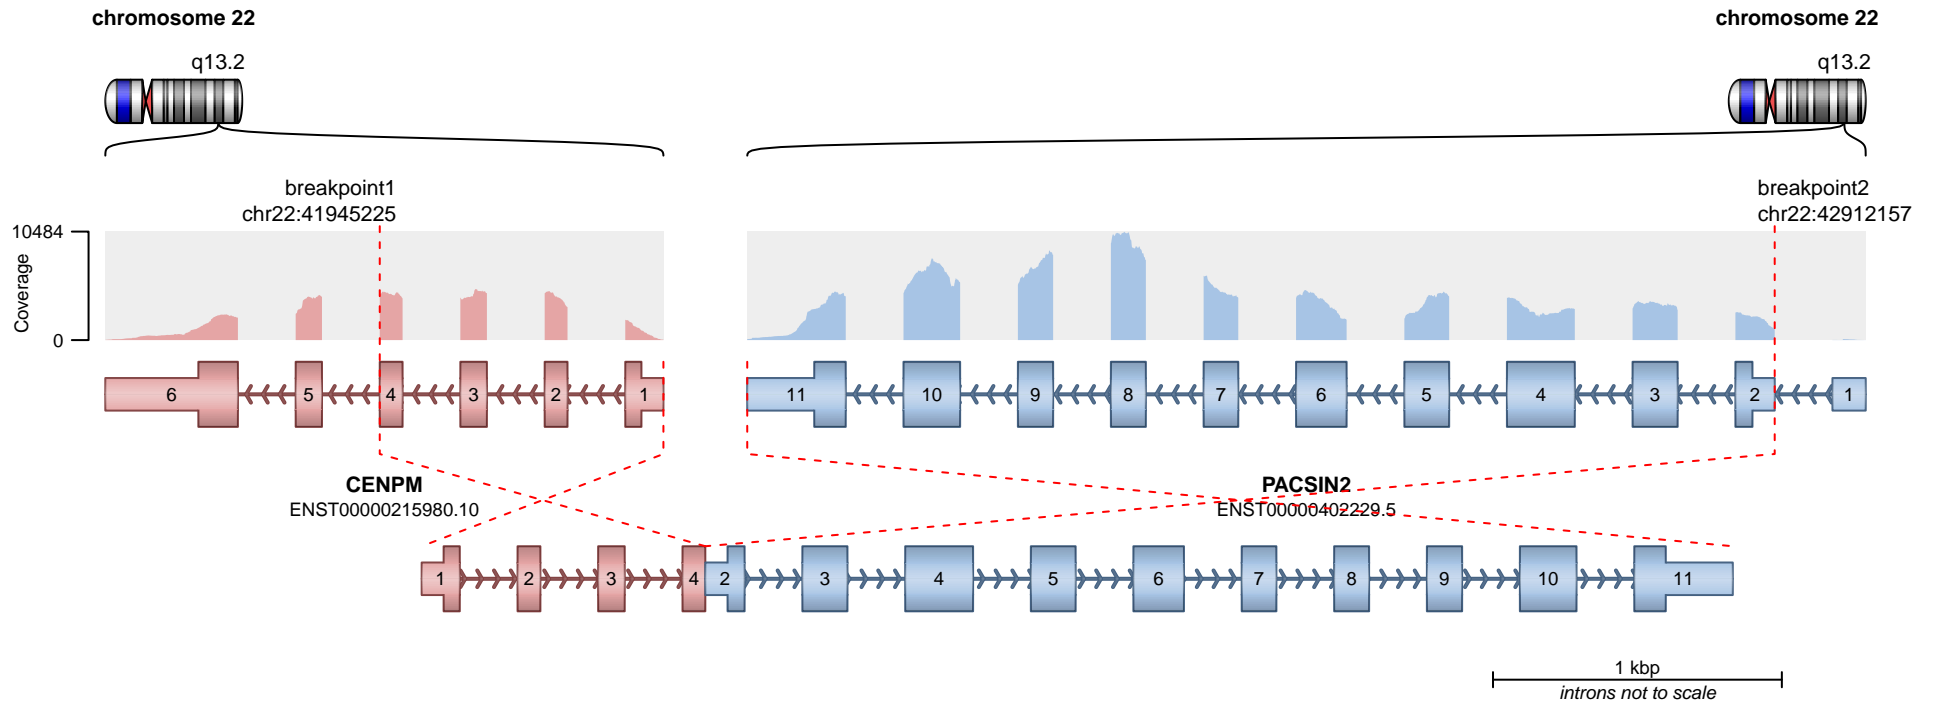 chromosome 22
chromosome 22
q13.2
q13.2
breakpoint1
chr22:41945225
breakpoint2
chr22:42912157
10484
Coverage
0
6 5 4 3 2 1
11 10 9 8 7 6 5 4 3 2 1
CENPM
ENST00000215980.10
PACSIN2
ENST00000402229.5
1 2 3 4 2 3 4 5 6 7 8 9 10 11
1 kbp
introns not to scale